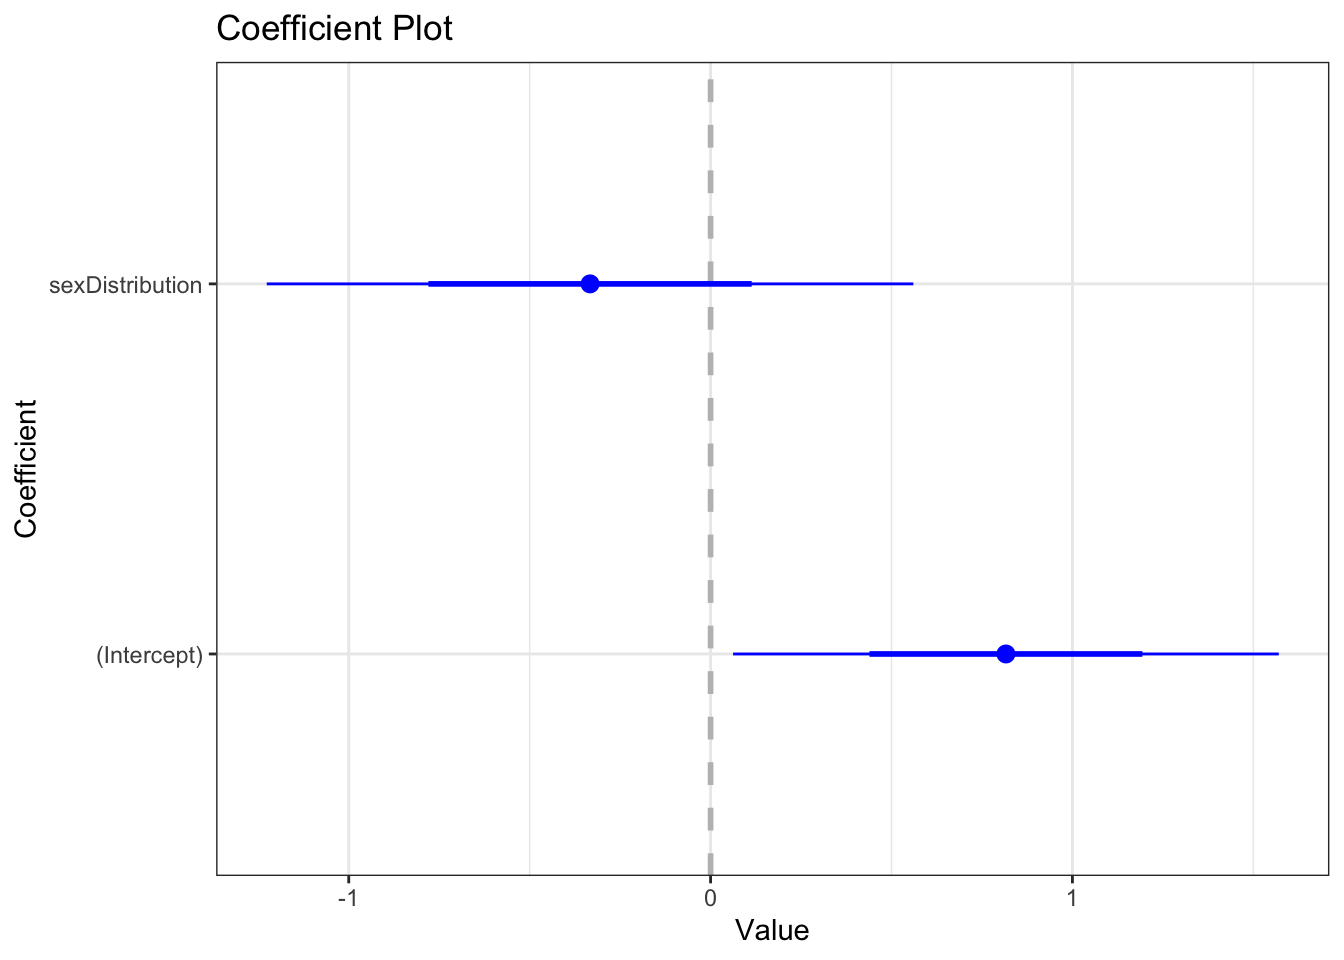 Coefficient Plot
sexDistribution
Coefficient
(Intercept)
-1
0
1
Value